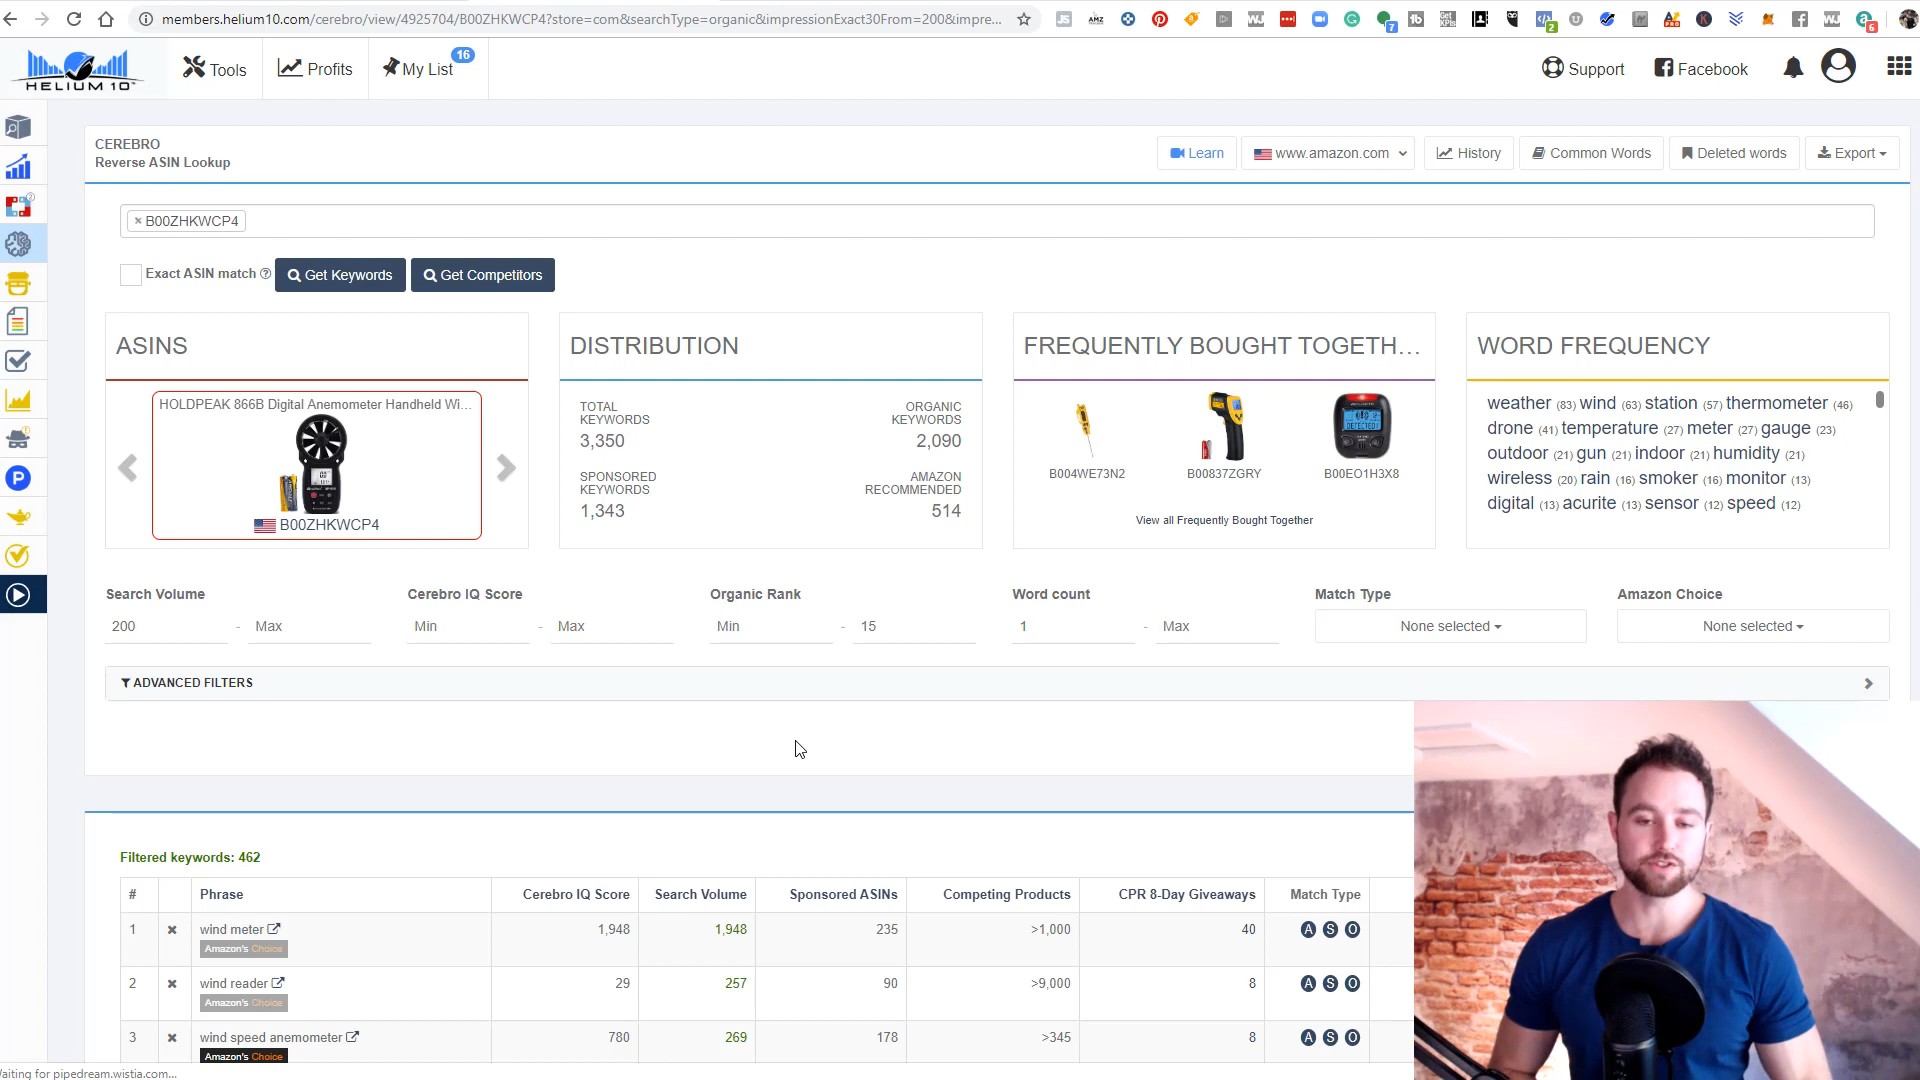 members.helium10.com/cerebro/view/4925704/B00ZHKWCP4?store=com&searchType=organic&impressionExact30From=200&impre...
HELIUM 10
Tools
Profits
My List
16
Support
Facebook
CEREBRO
Reverse ASIN Lookup
Learn
www.amazon.com
History
Common Words
Deleted words
Export
× B00ZHKWCP4
Exact ASIN match
Get Keywords
Get Competitors
ASINS
HOLDPEAK 866B Digital Anemometer Handheld Wi...
B00ZHKWCP4
DISTRIBUTION
TOTAL KEYWORDS
3,350
ORGANIC KEYWORDS
2,090
SPONSORED KEYWORDS
1,343
AMAZON RECOMMENDED
514
FREQUENTLY BOUGHT TOGETH...
B004WE73N2
B00837ZGRY
B00EO1H3X8
View all Frequently Bought Together
WORD FREQUENCY
weather (83) wind (63) station (57) thermometer (46)
drone (41) temperature (27) meter (27) gauge (23)
outdoor (21) gun (21) indoor (21) humidity (21)
wireless (20) rain (16) smoker (16) monitor (13)
digital (13) acurite (13) sensor (12) speed (12)
Search Volume
200 - Max
Cerebro IQ Score
Min - Max
Organic Rank
Min - 15
Word count
1 - Max
Match Type
None selected
Amazon Choice
None selected
ADVANCED FILTERS
Filtered keywords: 462
# Phrase Cerebro IQ Score Search Volume Sponsored ASINs Competing Products CPR 8-Day Giveaways Match Type
1 wind meter 1,948 1,948 235 >1,000 40 A S O
Amazon's Choice
2 wind reader 29 257 90 >9,000 8 A S O
Amazon's Choice
3 wind speed anemometer 780 269 178 >345 8 A S O
Amazon's Choice
aiting for pipedream.wistia.com...